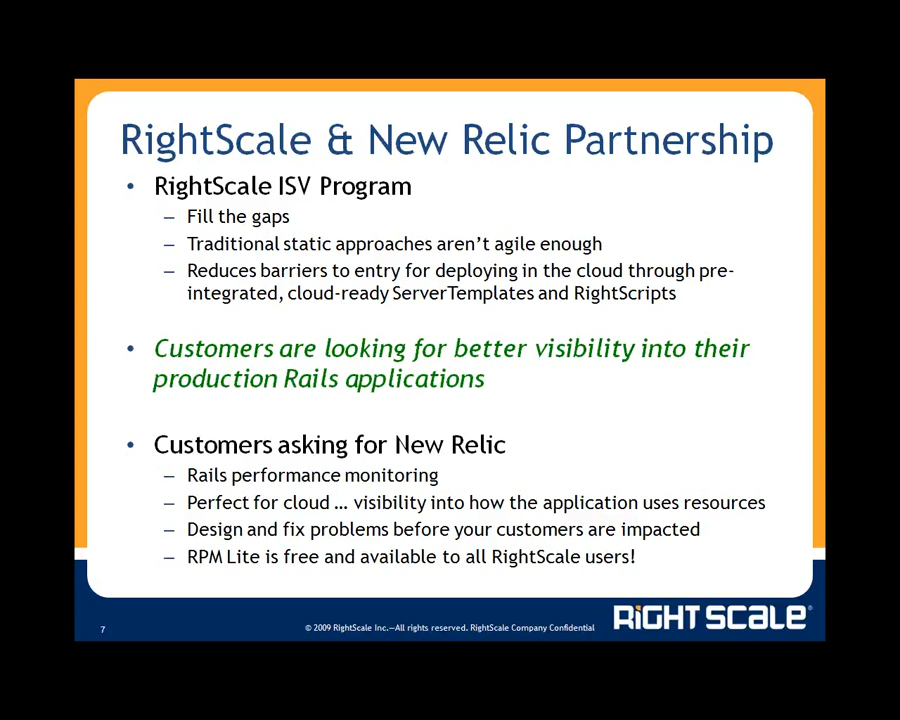 RightScale & New Relic Partnership
• RightScale ISV Program
– Fill the gaps
– Traditional static approaches aren't agile enough
– Reduces barriers to entry for deploying in the cloud through pre-
integrated, cloud-ready ServerTemplates and RightScripts
• Customers are looking for better visibility into their
production Rails applications
• Customers asking for New Relic
– Rails performance monitoring
– Perfect for cloud … visibility into how the application uses resources
– Design and fix problems before your customers are impacted
– RPM Lite is free and available to all RightScale users!
7
© 2009 RightScale Inc.—All rights reserved. RightScale Company Confidential
RIGHT SCALE®